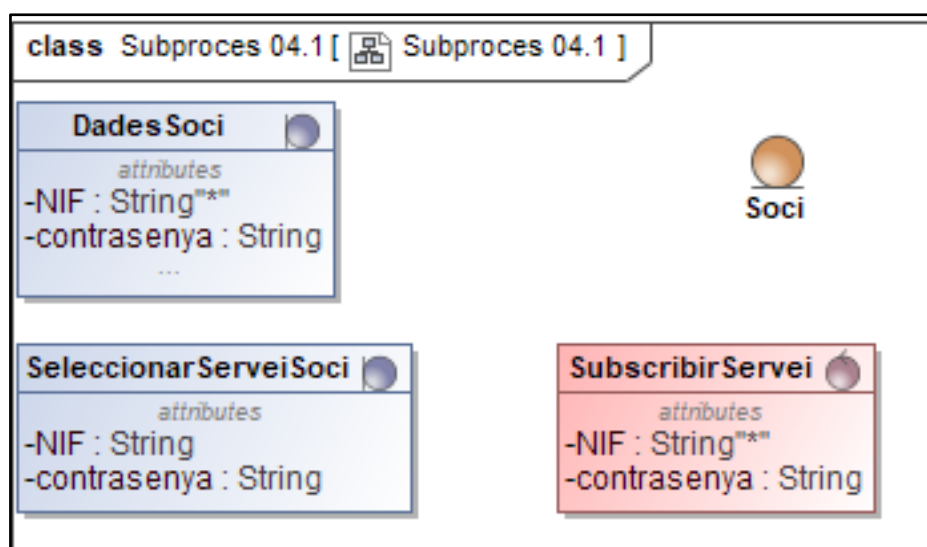 class Subproces 04.1 [ Subproces 04.1 ]
DadesSoci
attributes
-NIF : String"*"
-contrasenya : String
...
Soci
SeleccionarServeiSoci
attributes
-NIF : String
-contrasenya : String
SubscribirServei
attributes
-NIF : String"*"
-contrasenya : String